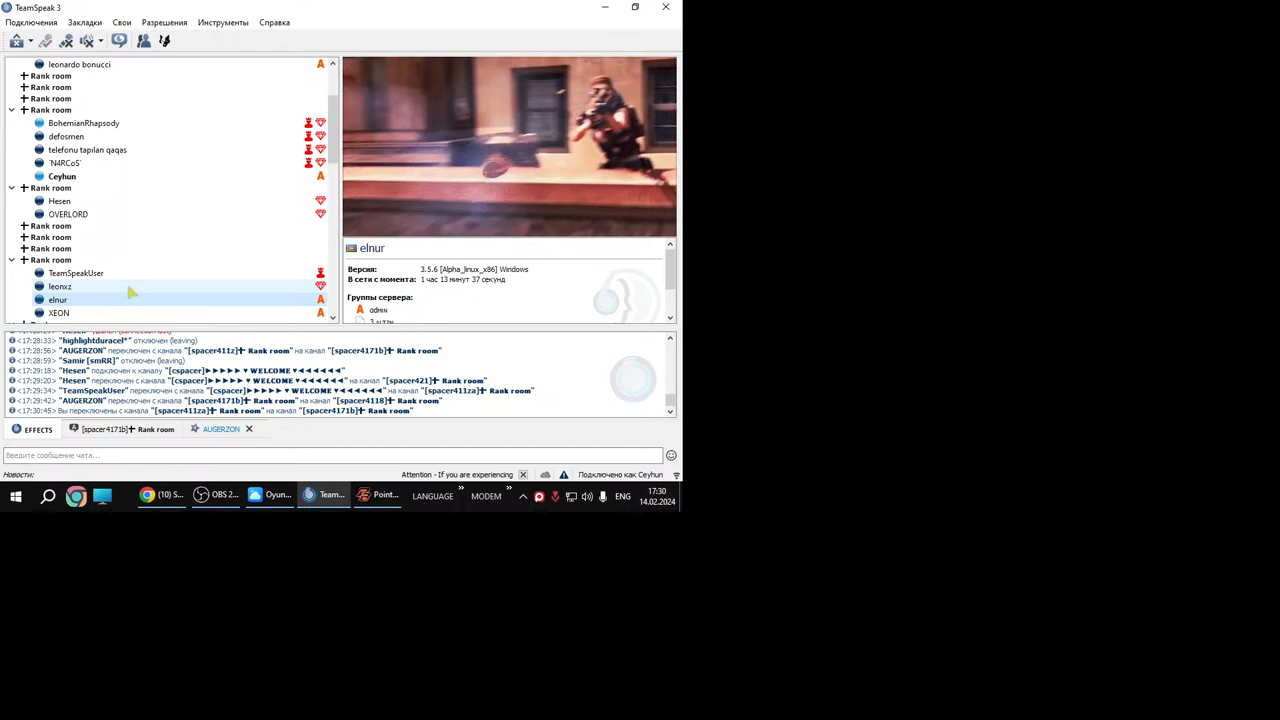 TeamSpeak 3
Подключения Закладки Свои Разрешения Инструменты Справка
leonardo bonucci A
Rank room
Rank room
Rank room
Rank room
BohemianRhapsody
defosmen
telefonu tapılan qaqas
'N4RCoS'
Ceyhun A
Rank room
Hesen
OVERLORD
Rank room
Rank room
Rank room
Rank room
TeamSpeakUser
leonxz
elnur A
XEON A
elnur
Версия: 3.5.6 [Alpha_linux_x86] Windows
В сети с момента: 1 час 13 минут 37 секунд
Группы сервера:
A admin
<17:28:33> "highlightduracel*" отключен (leaving)
<17:28:56> "AUGERZON" переключен с канала "[spacer411z]✚ Rank room" на канал "[spacer4171b]✚ Rank room"
<17:28:59> "Samir [smRR]" отключен (leaving)
<17:29:18> "Hesen" подключен к каналу "[cspacer]►►►►► ♥ WELCOME ♥◄◄◄◄◄◄"
<17:29:20> "Hesen" переключен с канала "[cspacer]►►►►► ♥ WELCOME ♥◄◄◄◄◄◄" на канал "[spacer421]✚ Rank room"
<17:29:34> "TeamSpeakUser" переключен с канала "[cspacer]►►►►► ♥ WELCOME ♥◄◄◄◄◄◄" на канал "[spacer411za]✚ Rank room"
<17:29:42> "AUGERZON" переключен с канала "[spacer4171b]✚ Rank room" на канал "[spacer4118]✚ Rank room"
<17:30:45> Вы переключены с канала "[spacer411za]✚ Rank room" на канал "[spacer4171b]✚ Rank room"
EFFECTS [spacer4171b]✚ Rank room AUGERZON
Введите сообщение чата...
Новости: Attention - If you are experiencing Подключено как Ceyhun
(10) S... OBS 2... Oyun... Team... Point... LANGUAGE » MODEM » ENG 17:30
14.02.2024